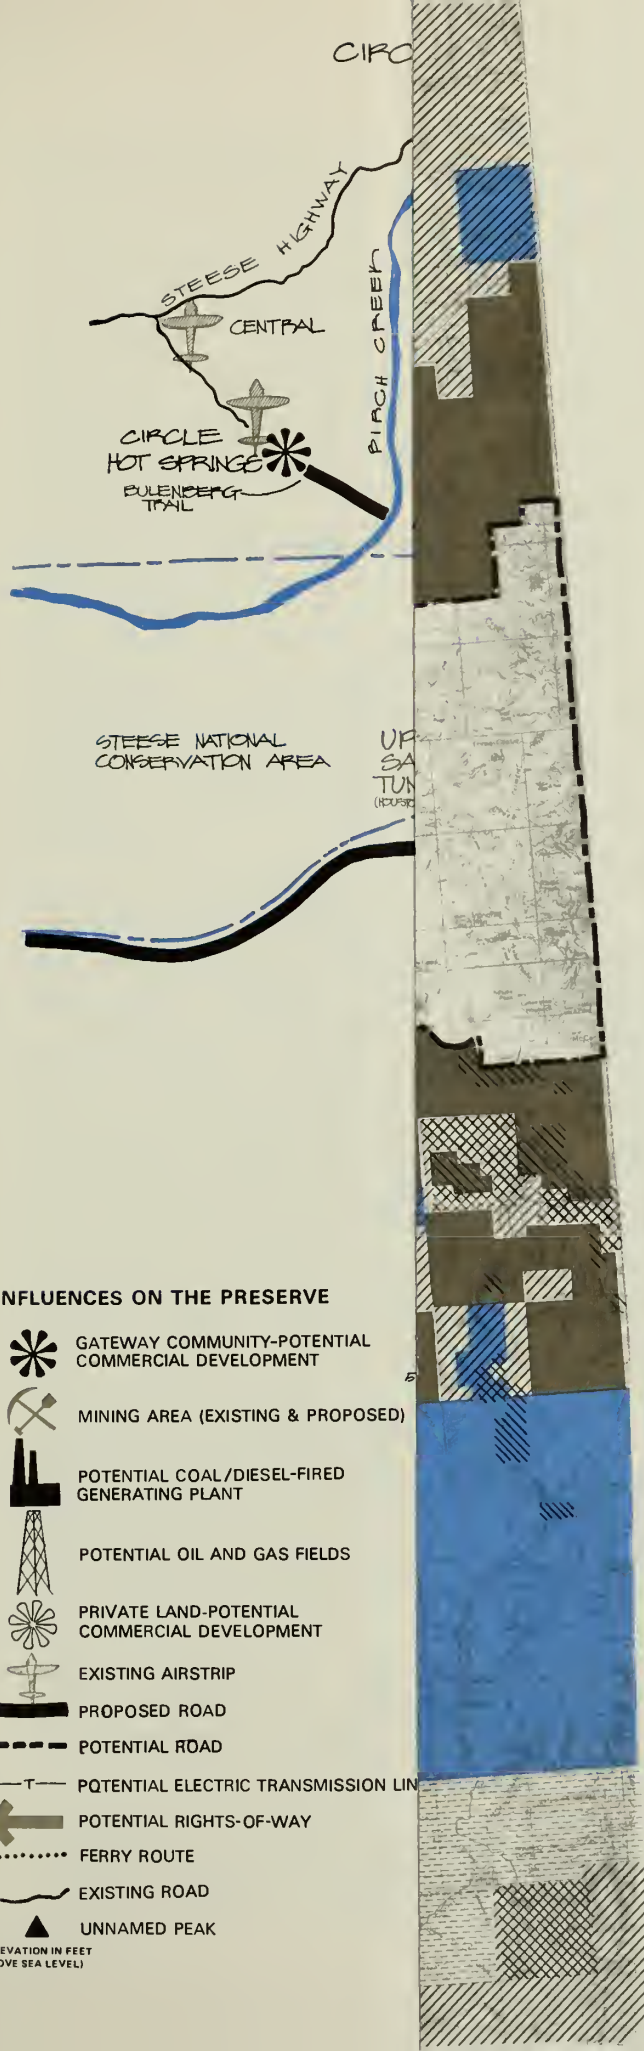 CIRC
STEESE HIGHWAY
CENTRAL
BIRCH CREEK
CIRCLE
HOT SPRINGS
BULENBERG
TRAIL
STEESE NATIONAL
CONSERVATION AREA
UP
SA
TUN
NFLUENCES ON THE PRESERVE
GATEWAY COMMUNITY-POTENTIAL
COMMERCIAL DEVELOPMENT
MINING AREA (EXISTING & PROPOSED)
POTENTIAL COAL/DIESEL-FIRED
GENERATING PLANT
POTENTIAL OIL AND GAS FIELDS
PRIVATE LAND-POTENTIAL
COMMERCIAL DEVELOPMENT
EXISTING AIRSTRIP
PROPOSED ROAD
POTENTIAL ROAD
T
POTENTIAL ELECTRIC TRANSMISSION LIN
POTENTIAL RIGHTS-OF-WAY
FERRY ROUTE
EXISTING ROAD
UNNAMED PEAK
EVATION IN FEET
OVE SEA LEVEL)